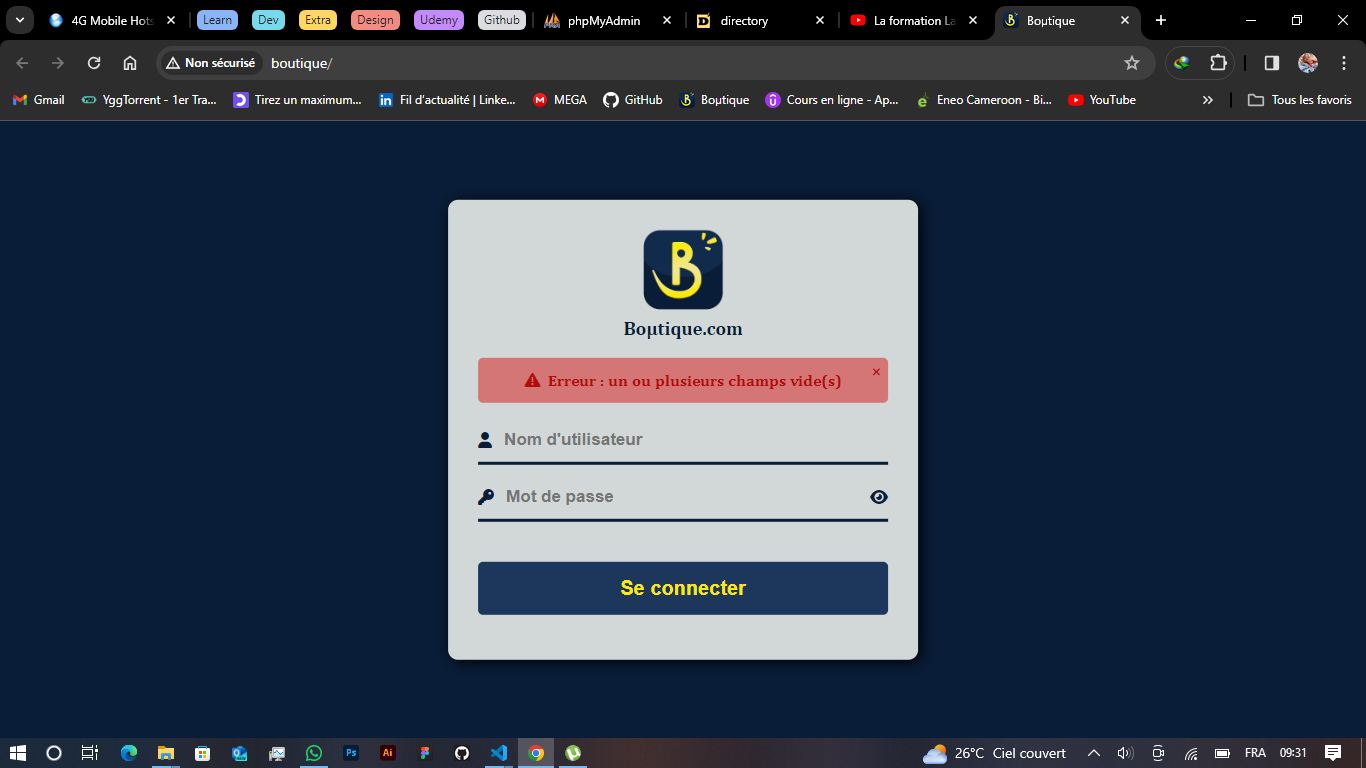 4G Mobile Hots
Learn
Dev
Extra
Design
Udemy
Github
phpMyAdmin
directory
La formation La
Boµtique
Non sécurisé
boutique/
Gmail
YggTorrent - 1er Tra...
Tirez un maximum...
Fil d'actualité | Linke...
MEGA
GitHub
Boµtique
Cours en ligne - Ap...
Eneo Cameroon - Bi...
YouTube
Tous les favoris
Boµtique.com
Erreur : un ou plusieurs champs vide(s)
Nom d'utilisateur
Mot de passe
Se connecter
26°C Ciel couvert
FRA
09:31